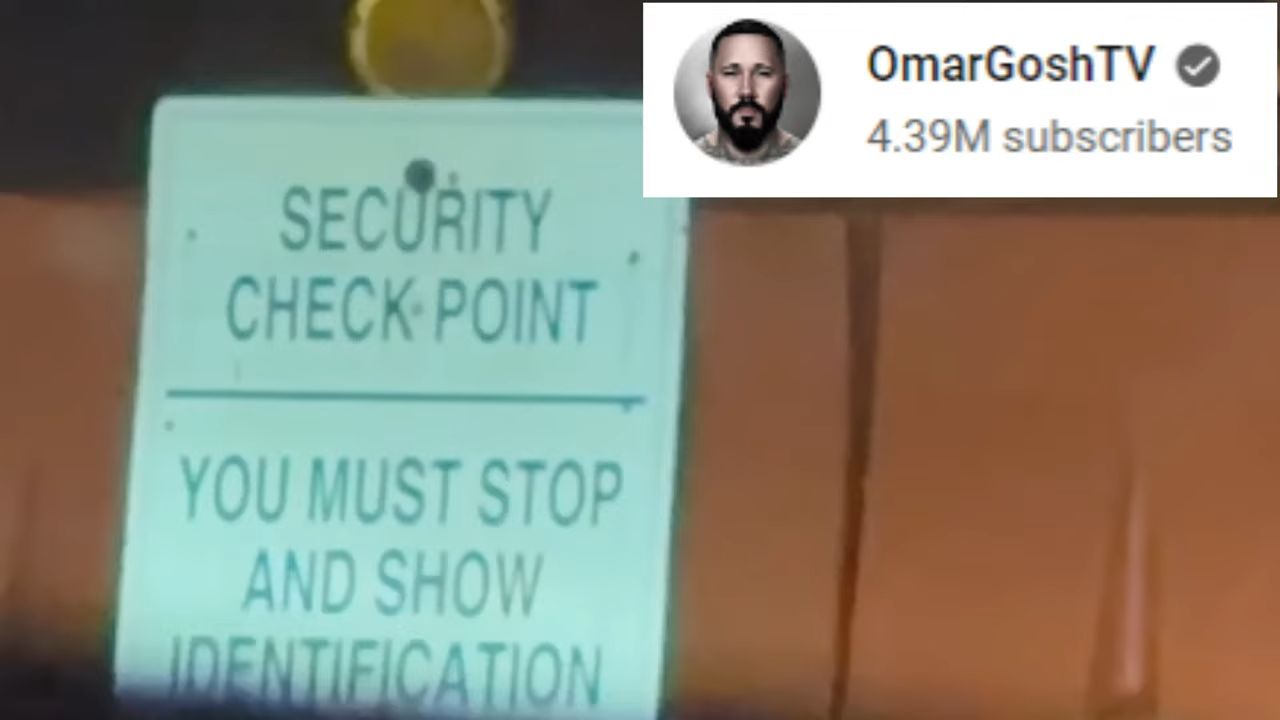 OmarGoshTV
4.39M subscribers
SECURITY
CHECK POINT
YOU MUST STOP
AND SHOW
IDENTIFICATION